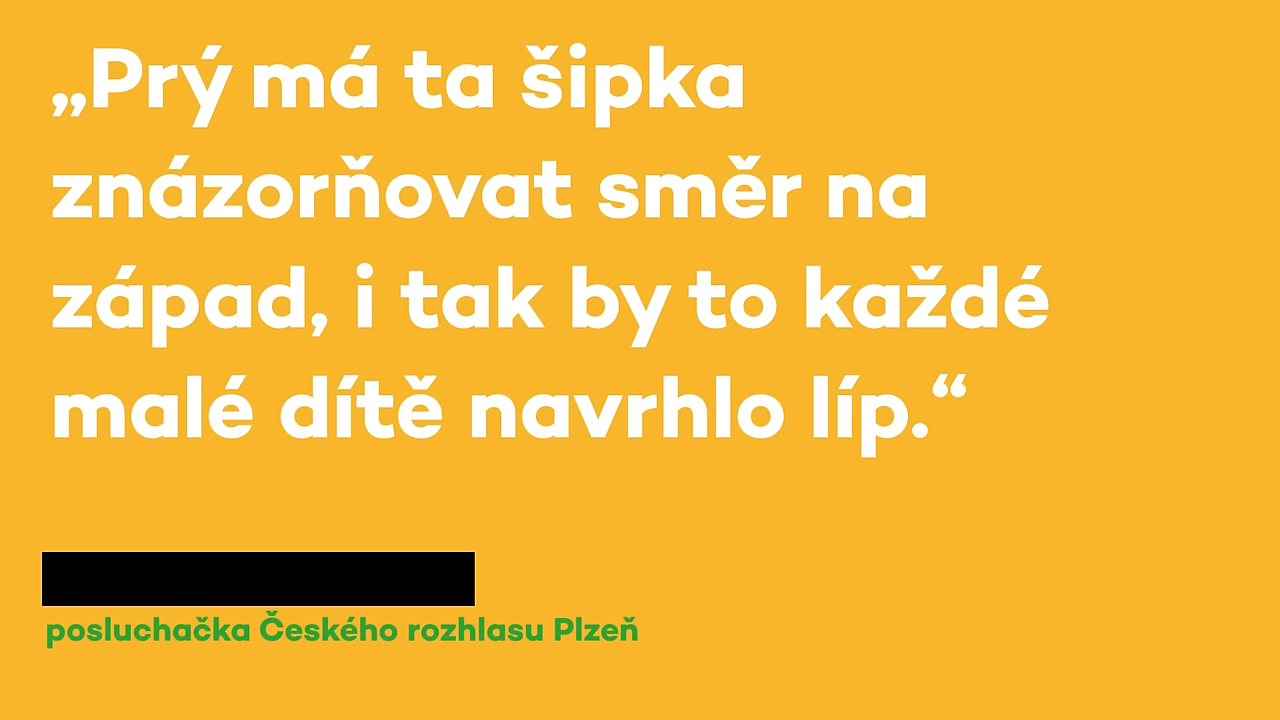 „Prý má ta šipka
znázorňovat směr na
západ, i tak by to každé
malé dítě navrhlo líp.“
posluchačka Českého rozhlasu Plzeň